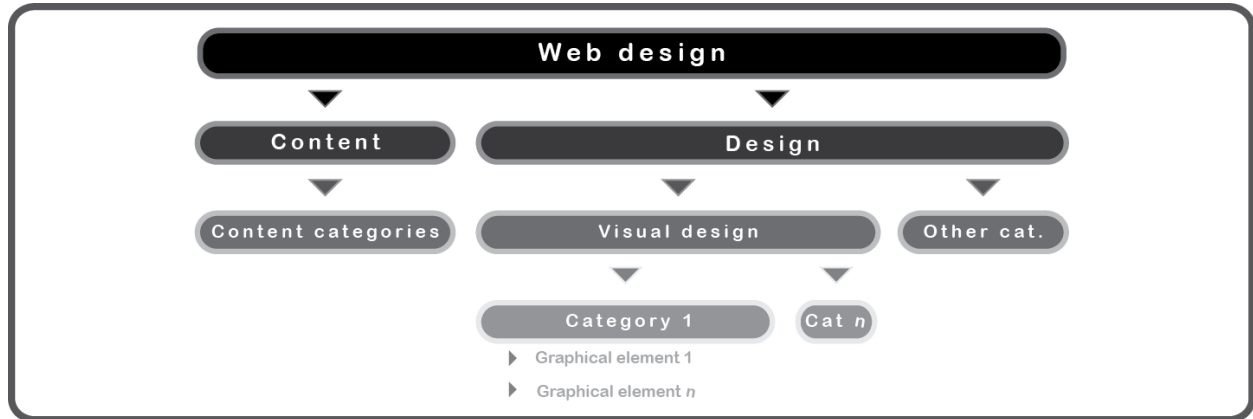 Web design
Content
Design
Content categories
Visual design
Other cat.
Category 1
Cat n
Graphical element 1
Graphical element n